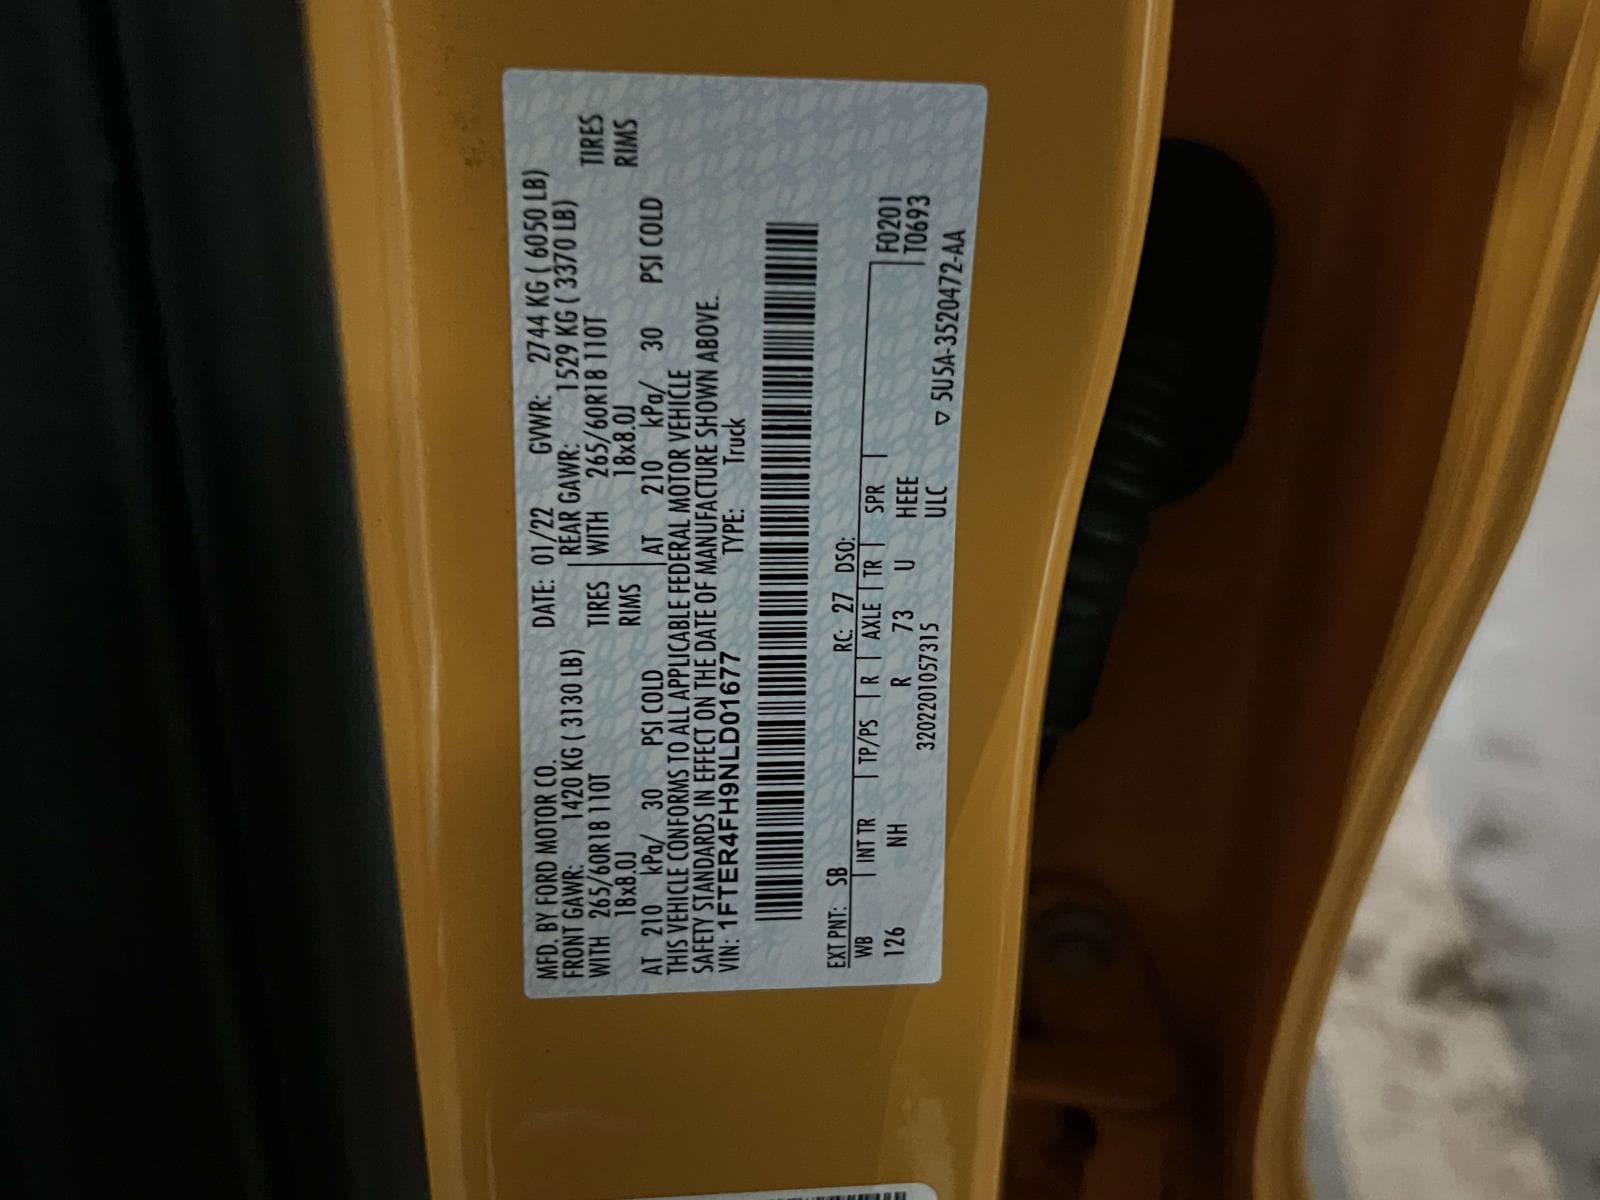 MFD. BY FORD MOTOR CO. DATE: 01/22 GVWR: 2744 KG ( 6050 LB)
FRONT GAWR: 1420 KG ( 3130 LB) REAR GAWR: 1529 KG ( 3370 LB)
WITH 265/60R18 110T TIRES WITH 265/60R18 110T TIRES
18x8.0J RIMS 18x8.0J RIMS
AT 210 kPa/ 30 PSI COLD AT 210 kPa/ 30 PSI COLD
THIS VEHICLE CONFORMS TO ALL APPLICABLE FEDERAL MOTOR VEHICLE
SAFETY STANDARDS IN EFFECT ON THE DATE OF MANUFACTURE SHOWN ABOVE.
VIN: 1FTER4FH9NLD01677 TYPE: Truck
EXT PNT: SB RC: 27 DSO:
WB INT TR TP/PS R AXLE TR SPR F0201
126 NH R 73 U HEEE T0693
3202201057315 ULC ▽ 5U5A-3520472-AA